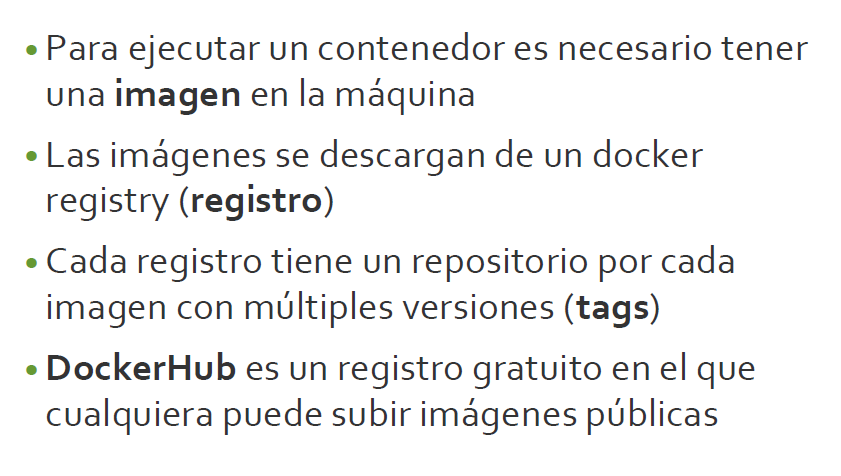 • Para ejecutar un contenedor es necesario tener
una imagen en la máquina
• Las imágenes se descargan de un docker
registry (registro)
• Cada registro tiene un repositorio por cada
imagen con múltiples versiones (tags)
• DockerHub es un registro gratuito en el que
cualquiera puede subir imágenes públicas